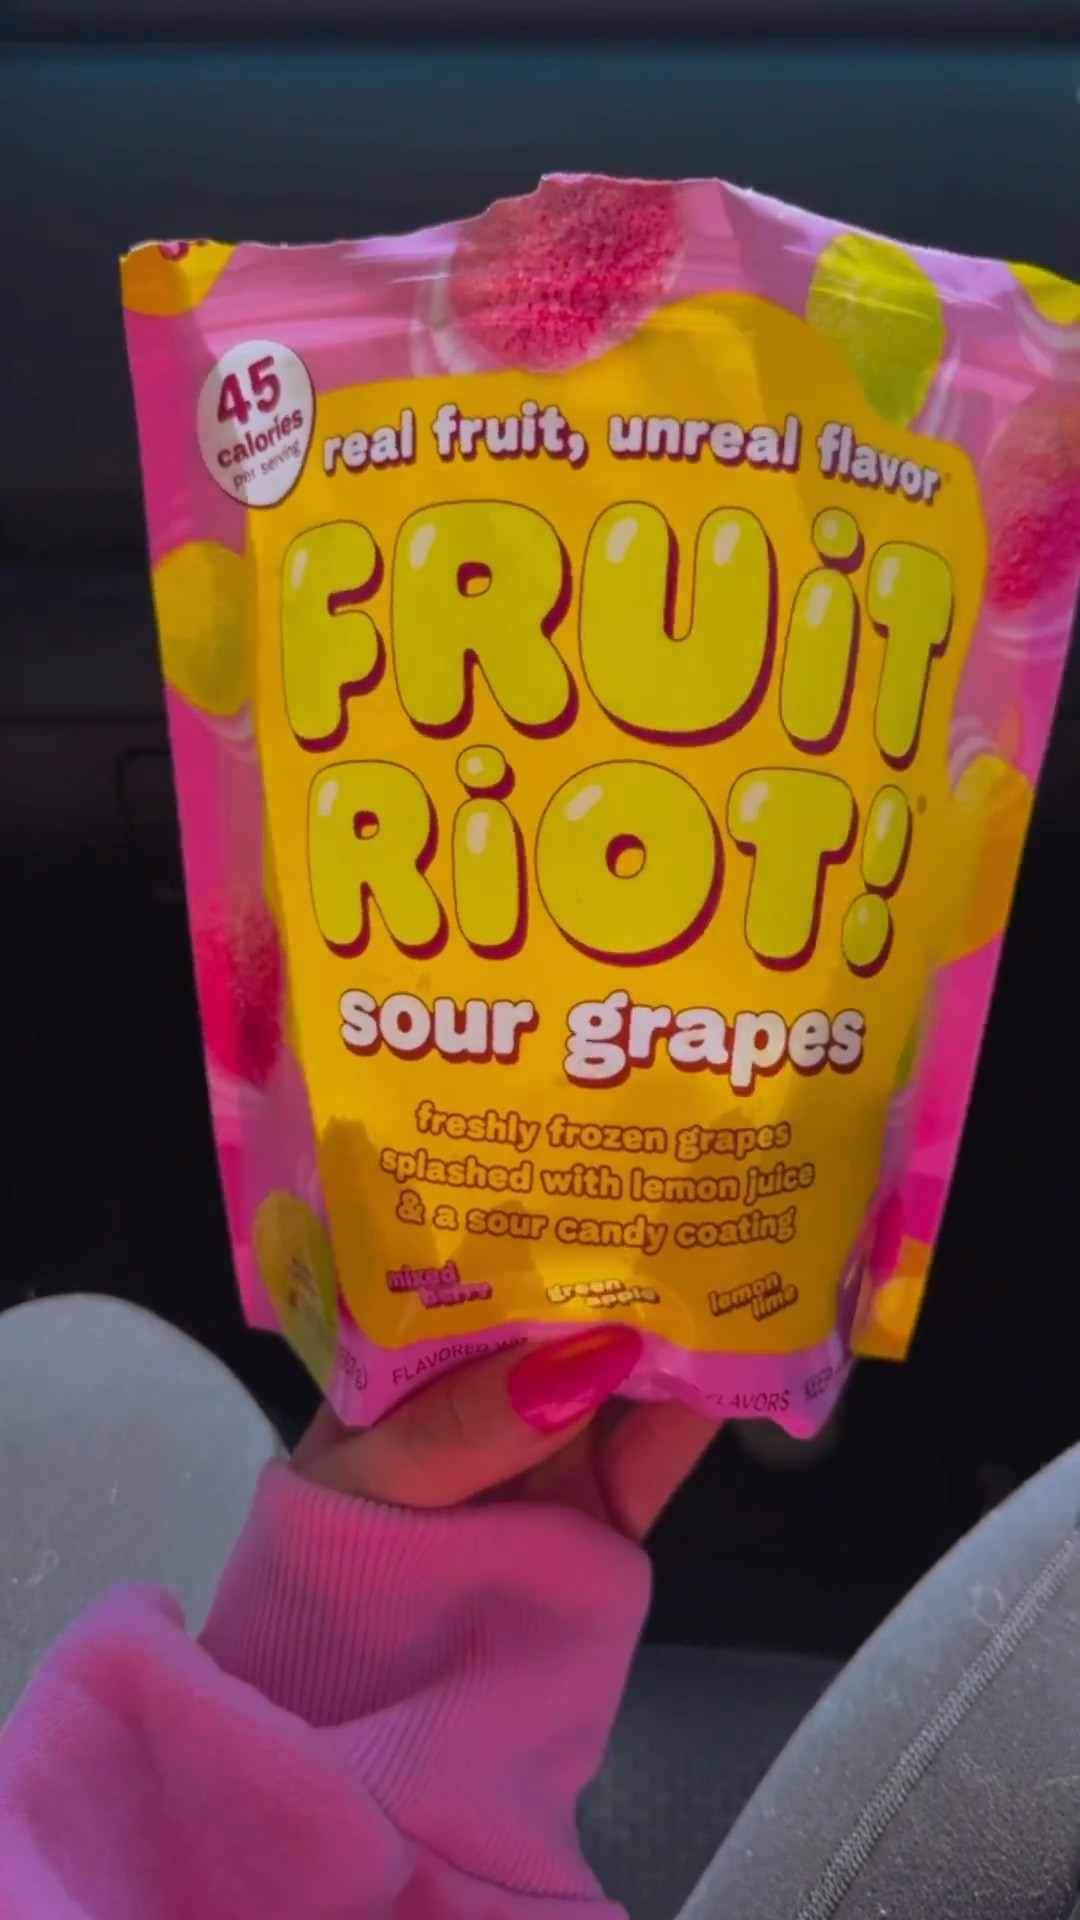 45
calories
per serving
real fruit, unreal flavor
FRUiT
RiOT!
sour grapes
freshly frozen grapes
splashed with lemon juice
& a sour candy coating
mixed
berry
green
apple
lemon
lime
FLAVORED
FLAVORS
KEEP